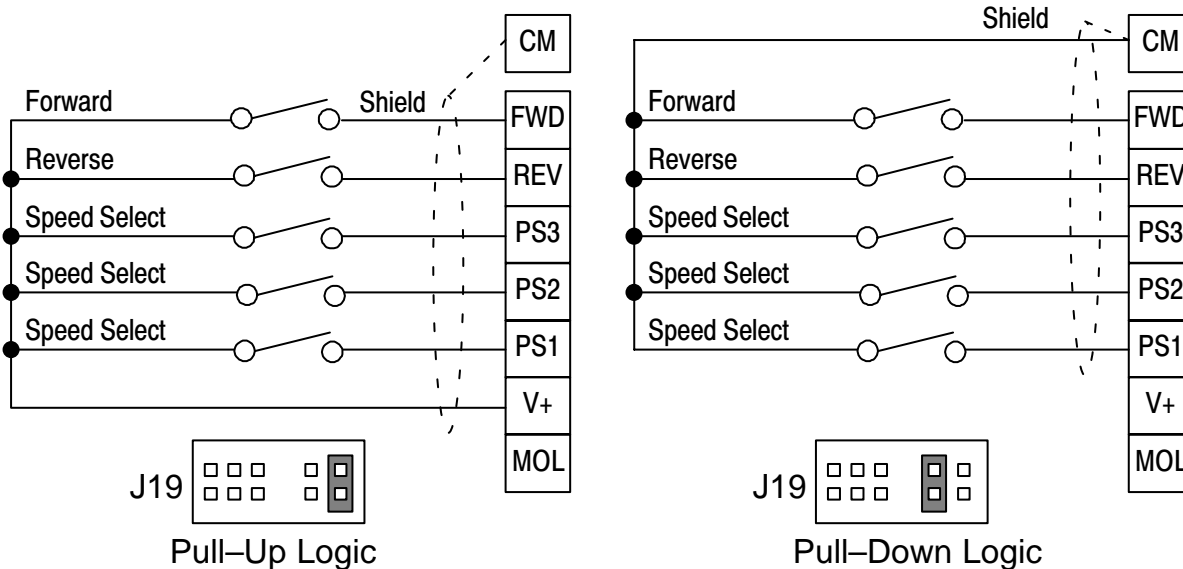 CM
Forward
Shield
FWD
Reverse
REV
Speed Select
PS3
Speed Select
PS2
Speed Select
PS1
V+
MOL
J19
Pull–Up Logic
Shield
CM
Forward
FWD
Reverse
REV
Speed Select
PS3
Speed Select
PS2
Speed Select
PS1
V+
MOL
J19
Pull–Down Logic